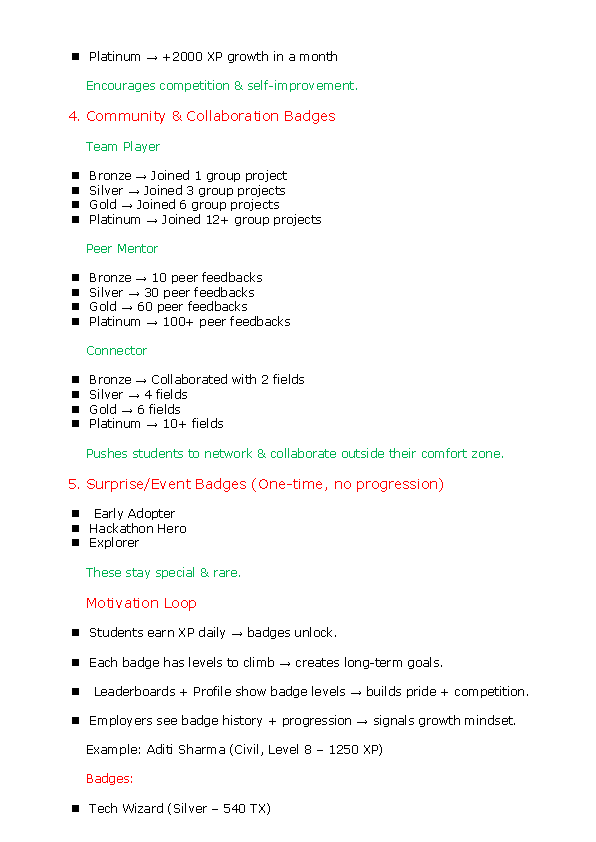 ■ Platinum → +2000 XP growth in a month
Encourages competition & self-improvement.
4. Community & Collaboration Badges
Team Player
■ Bronze → Joined 1 group project
■ Silver → Joined 3 group projects
■ Gold → Joined 6 group projects
■ Platinum → Joined 12+ group projects
Peer Mentor
■ Bronze → 10 peer feedbacks
■ Silver → 30 peer feedbacks
■ Gold → 60 peer feedbacks
■ Platinum → 100+ peer feedbacks
Connector
■ Bronze → Collaborated with 2 fields
■ Silver → 4 fields
■ Gold → 6 fields
■ Platinum → 10+ fields
Pushes students to network & collaborate outside their comfort zone.
5. Surprise/Event Badges (One-time, no progression)
■ Early Adopter
■ Hackathon Hero
■ Explorer
These stay special & rare.
Motivation Loop
■ Students earn XP daily → badges unlock.
■ Each badge has levels to climb → creates long-term goals.
■ Leaderboards + Profile show badge levels → builds pride + competition.
■ Employers see badge history + progression → signals growth mindset.
Example: Aditi Sharma (Civil, Level 8 – 1250 XP)
Badges:
■ Tech Wizard (Silver – 540 TX)